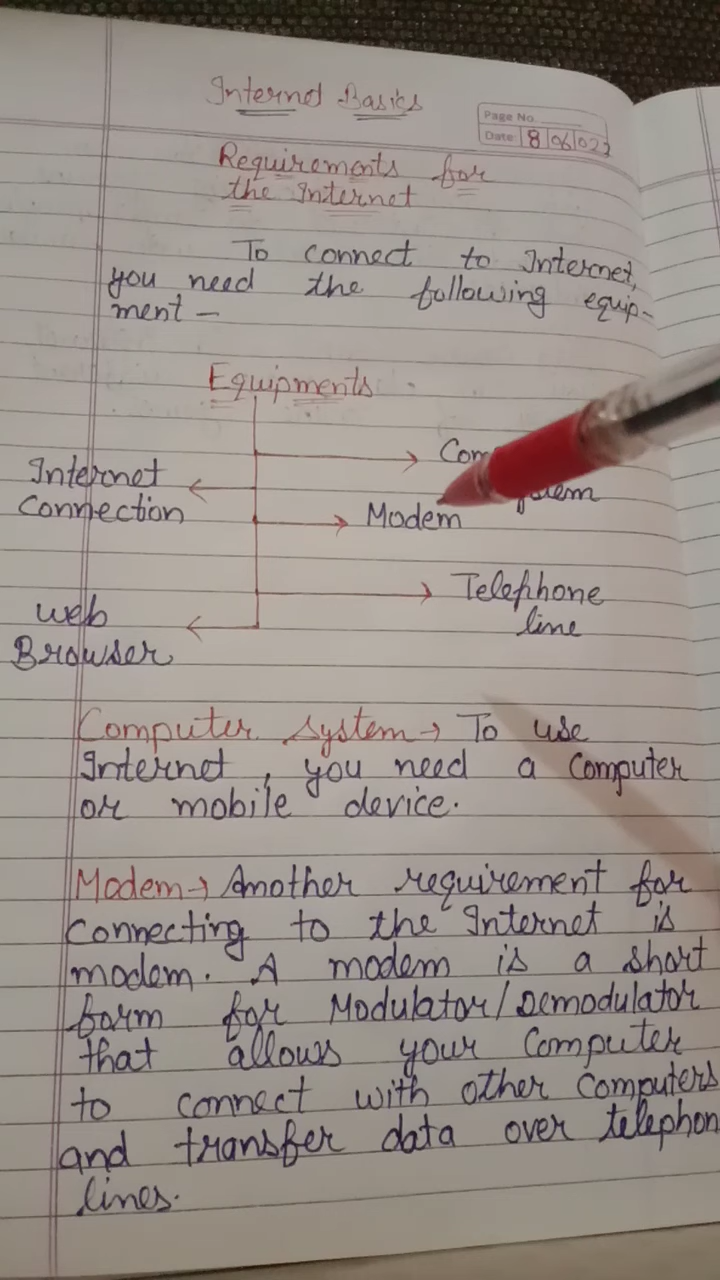 Internet Basics
Page No.
Date 8/06/023
Requirements for
the Internet
To connect to Internet,
you need the following equip-
ment –
Equipments
Internet
Connection
Modem
Telephone
line
web
Browser
Computer System → To use
Internet, you need a Computer
or mobile device.
Modem → Another requirement for
connecting to the Internet is
modem. A modem is a short
form for Modulator/Demodulator
that allows your Computer
to connect with other Computers
and transfer data over telephon
lines.